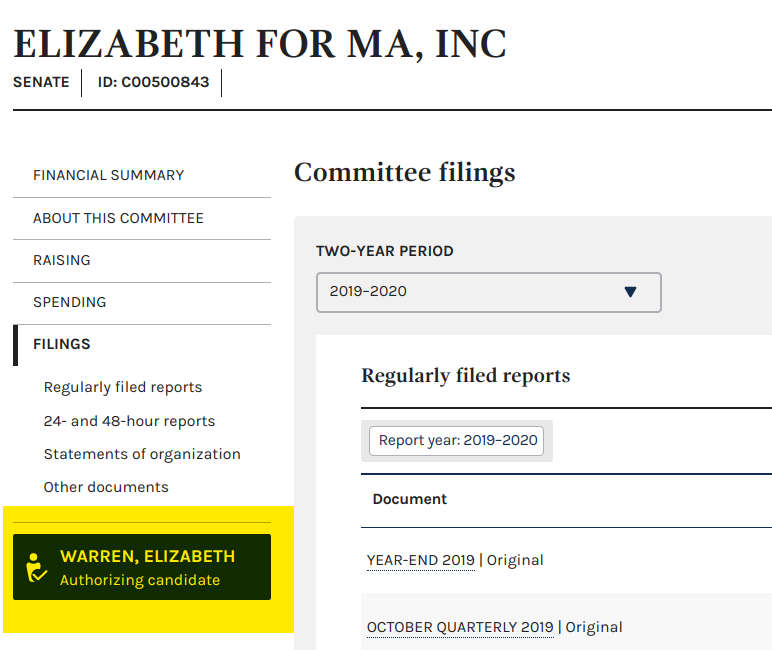 ELIZABETH FOR MA, INC
SENATE
ID: C00500843
FINANCIAL SUMMARY
ABOUT THIS COMMITTEE
RAISING
SPENDING
FILINGS
Regularly filed reports
24- and 48-hour reports
Statements of organization
Other documents
WARREN, ELIZABETH
Authorizing candidate
Committee filings
TWO-YEAR PERIOD
2019–2020
Regularly filed reports
Report year: 2019–2020
Document
YEAR-END 2019 | Original
OCTOBER QUARTERLY 2019 | Original